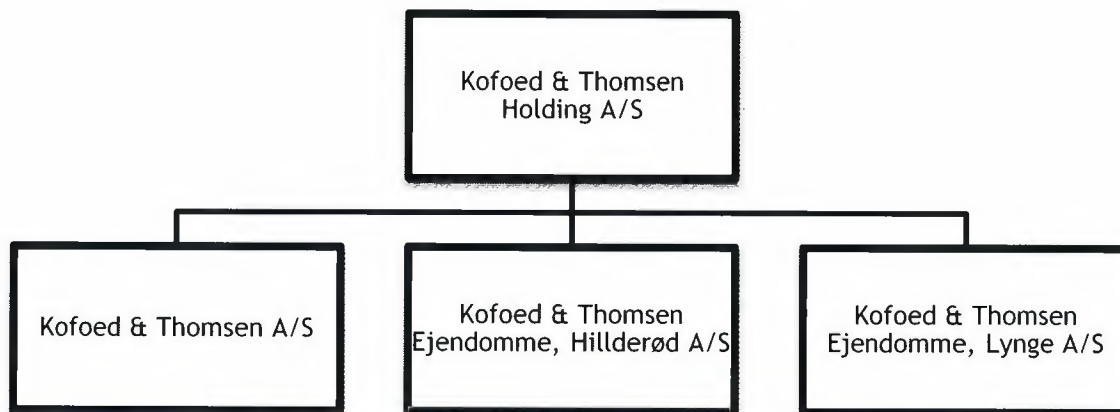 Kofoed & Thomsen
Holding A/S
Kofoed & Thomsen A/S
Kofoed & Thomsen
Ejendomme, Hillderød A/S
Kofoed & Thomsen
Ejendomme, Lynge A/S